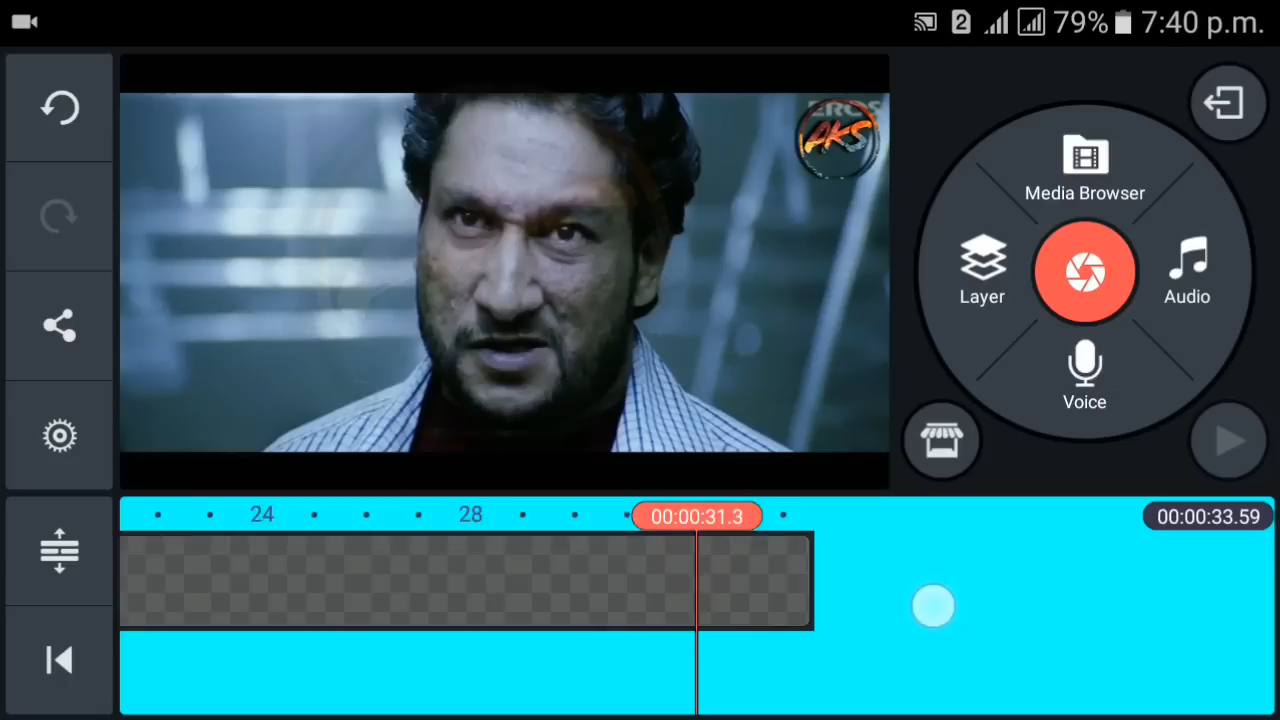 79% 7:40 p.m.
EROS
AKS
Media Browser
Layer
Audio
Voice
24
28
00:00:31.3
00:00:33.59